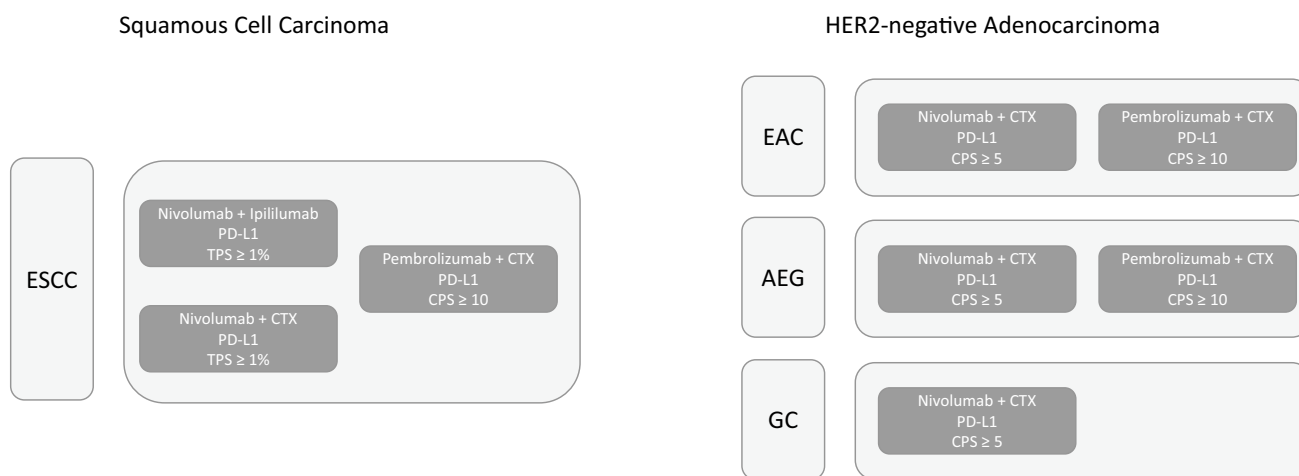 Squamous Cell Carcinoma
ESCC
Nivolumab + Ipililumab
PD-L1
TPS ≥ 1%
Nivolumab + CTX
PD-L1
TPS ≥ 1%
Pembrolizumab + CTX
PD-L1
CPS ≥ 10
HER2-negative Adenocarcinoma
EAC
Nivolumab + CTX
PD-L1
CPS ≥ 5
Pembrolizumab + CTX
PD-L1
CPS ≥ 10
AEG
Nivolumab + CTX
PD-L1
CPS ≥ 5
Pembrolizumab + CTX
PD-L1
CPS ≥ 10
GC
Nivolumab + CTX
PD-L1
CPS ≥ 5